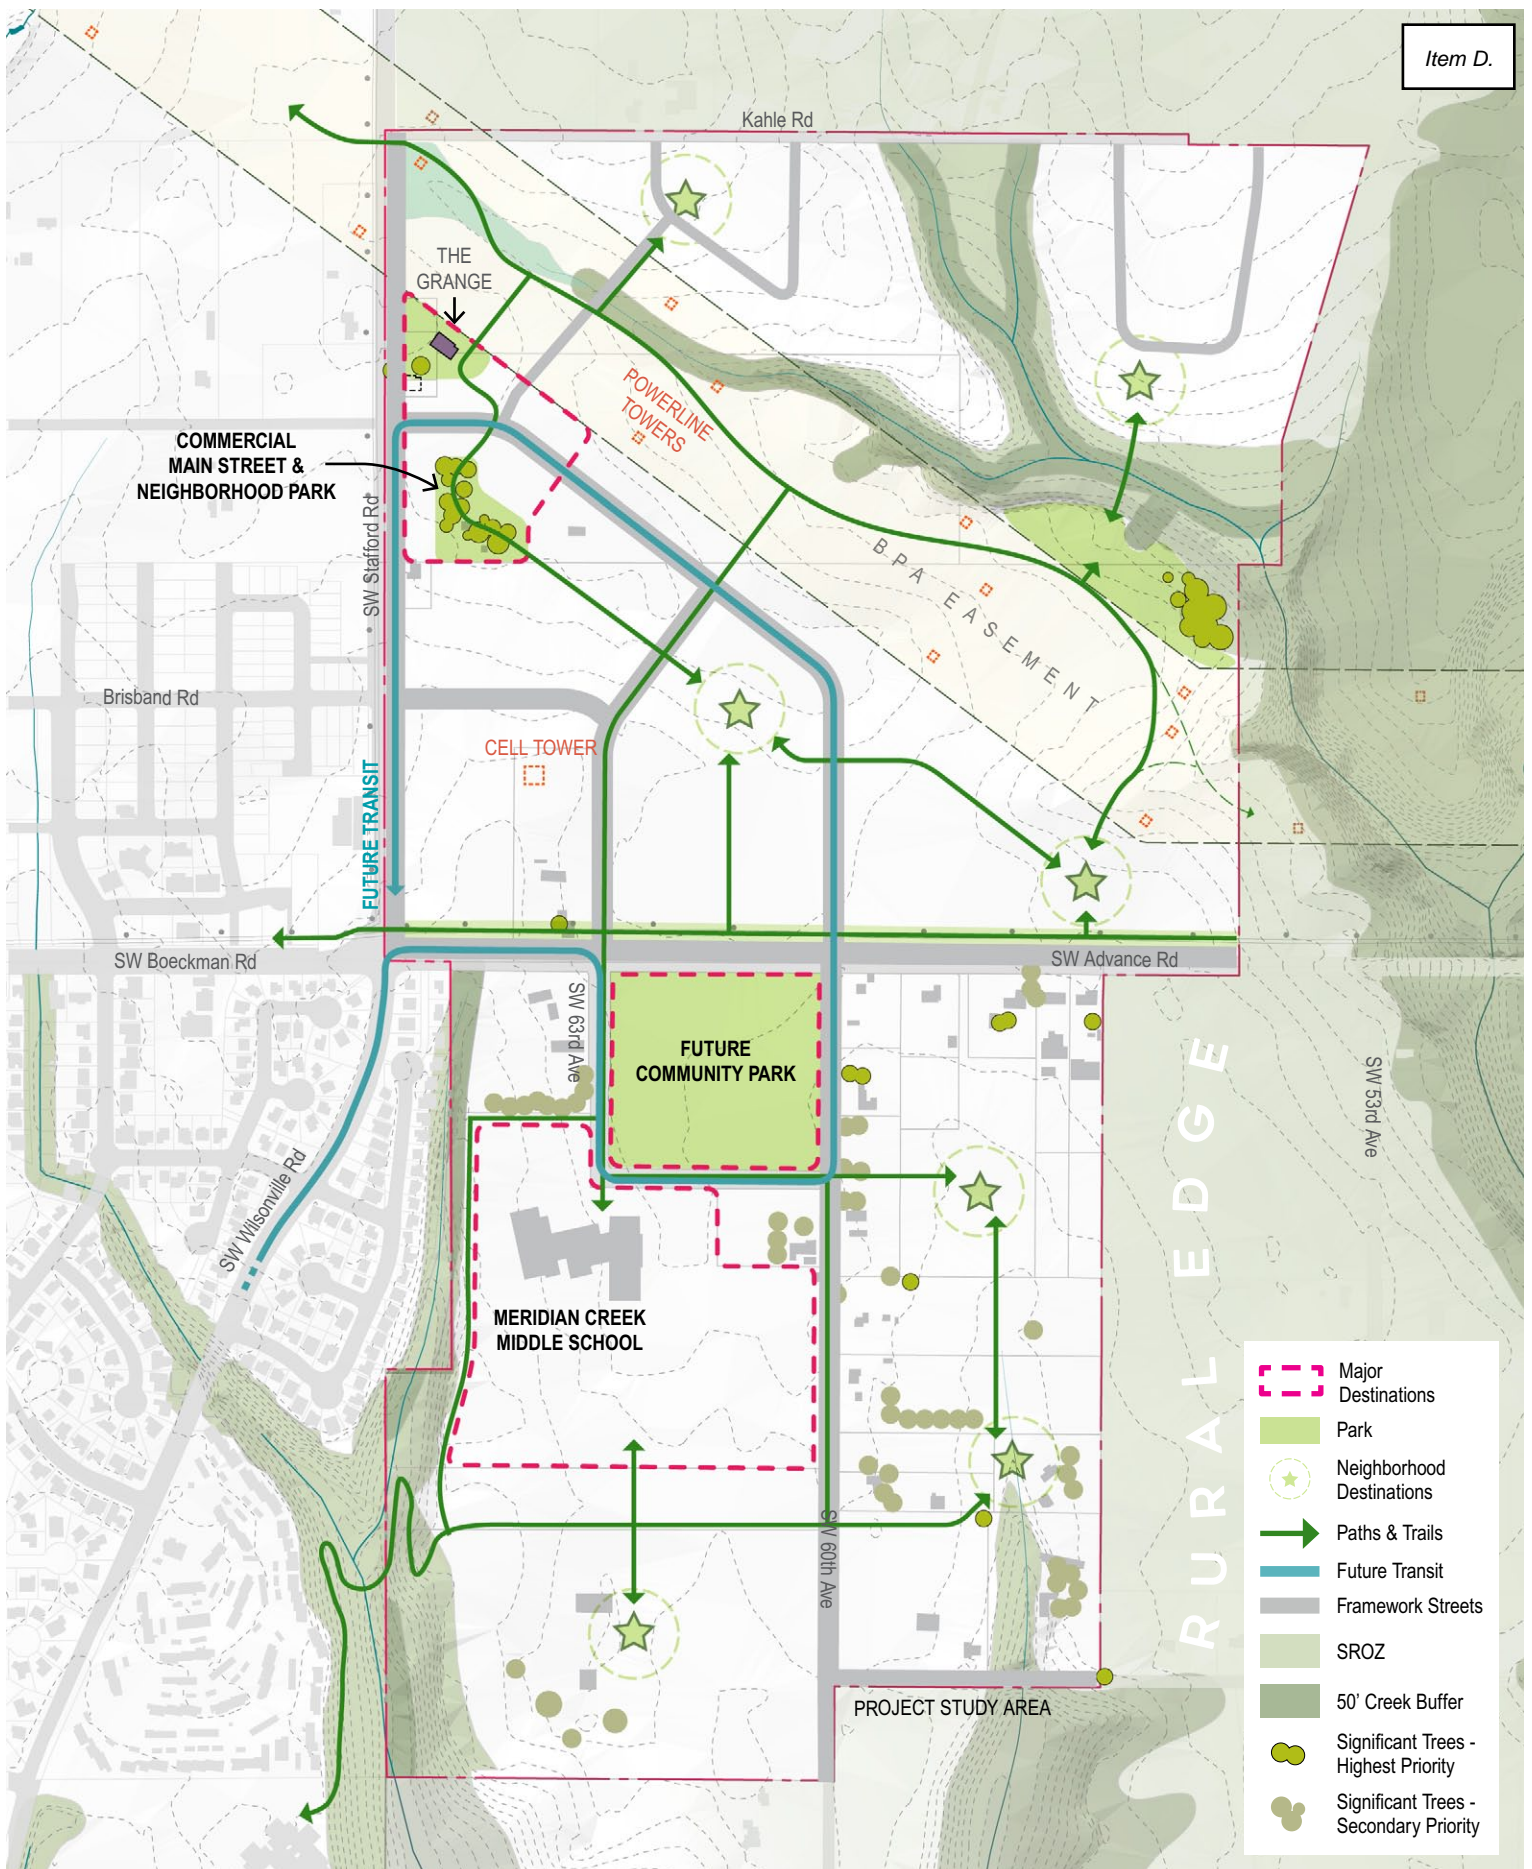 Item D.
Kahle Rd
THE
GRANGE
POWERLINE
TOWERS
COMMERCIAL
MAIN STREET &
NEIGHBORHOOD PARK
SW Stafford Rd
BPA EASEMENT
Brisband Rd
CELL TOWER
FUTURE TRANSIT
SW Boeckman Rd
SW Advance Rd
SW 63rd Ave
FUTURE
COMMUNITY PARK
RURAL EDGE
SW 53rd Ave
SW Wilsonville Rd
MERIDIAN CREEK
MIDDLE SCHOOL
SW 60th Ave
PROJECT STUDY AREA
Major
Destinations
Park
Neighborhood
Destinations
Paths & Trails
Future Transit
Framework Streets
SROZ
50' Creek Buffer
Significant Trees -
Highest Priority
Significant Trees -
Secondary Priority